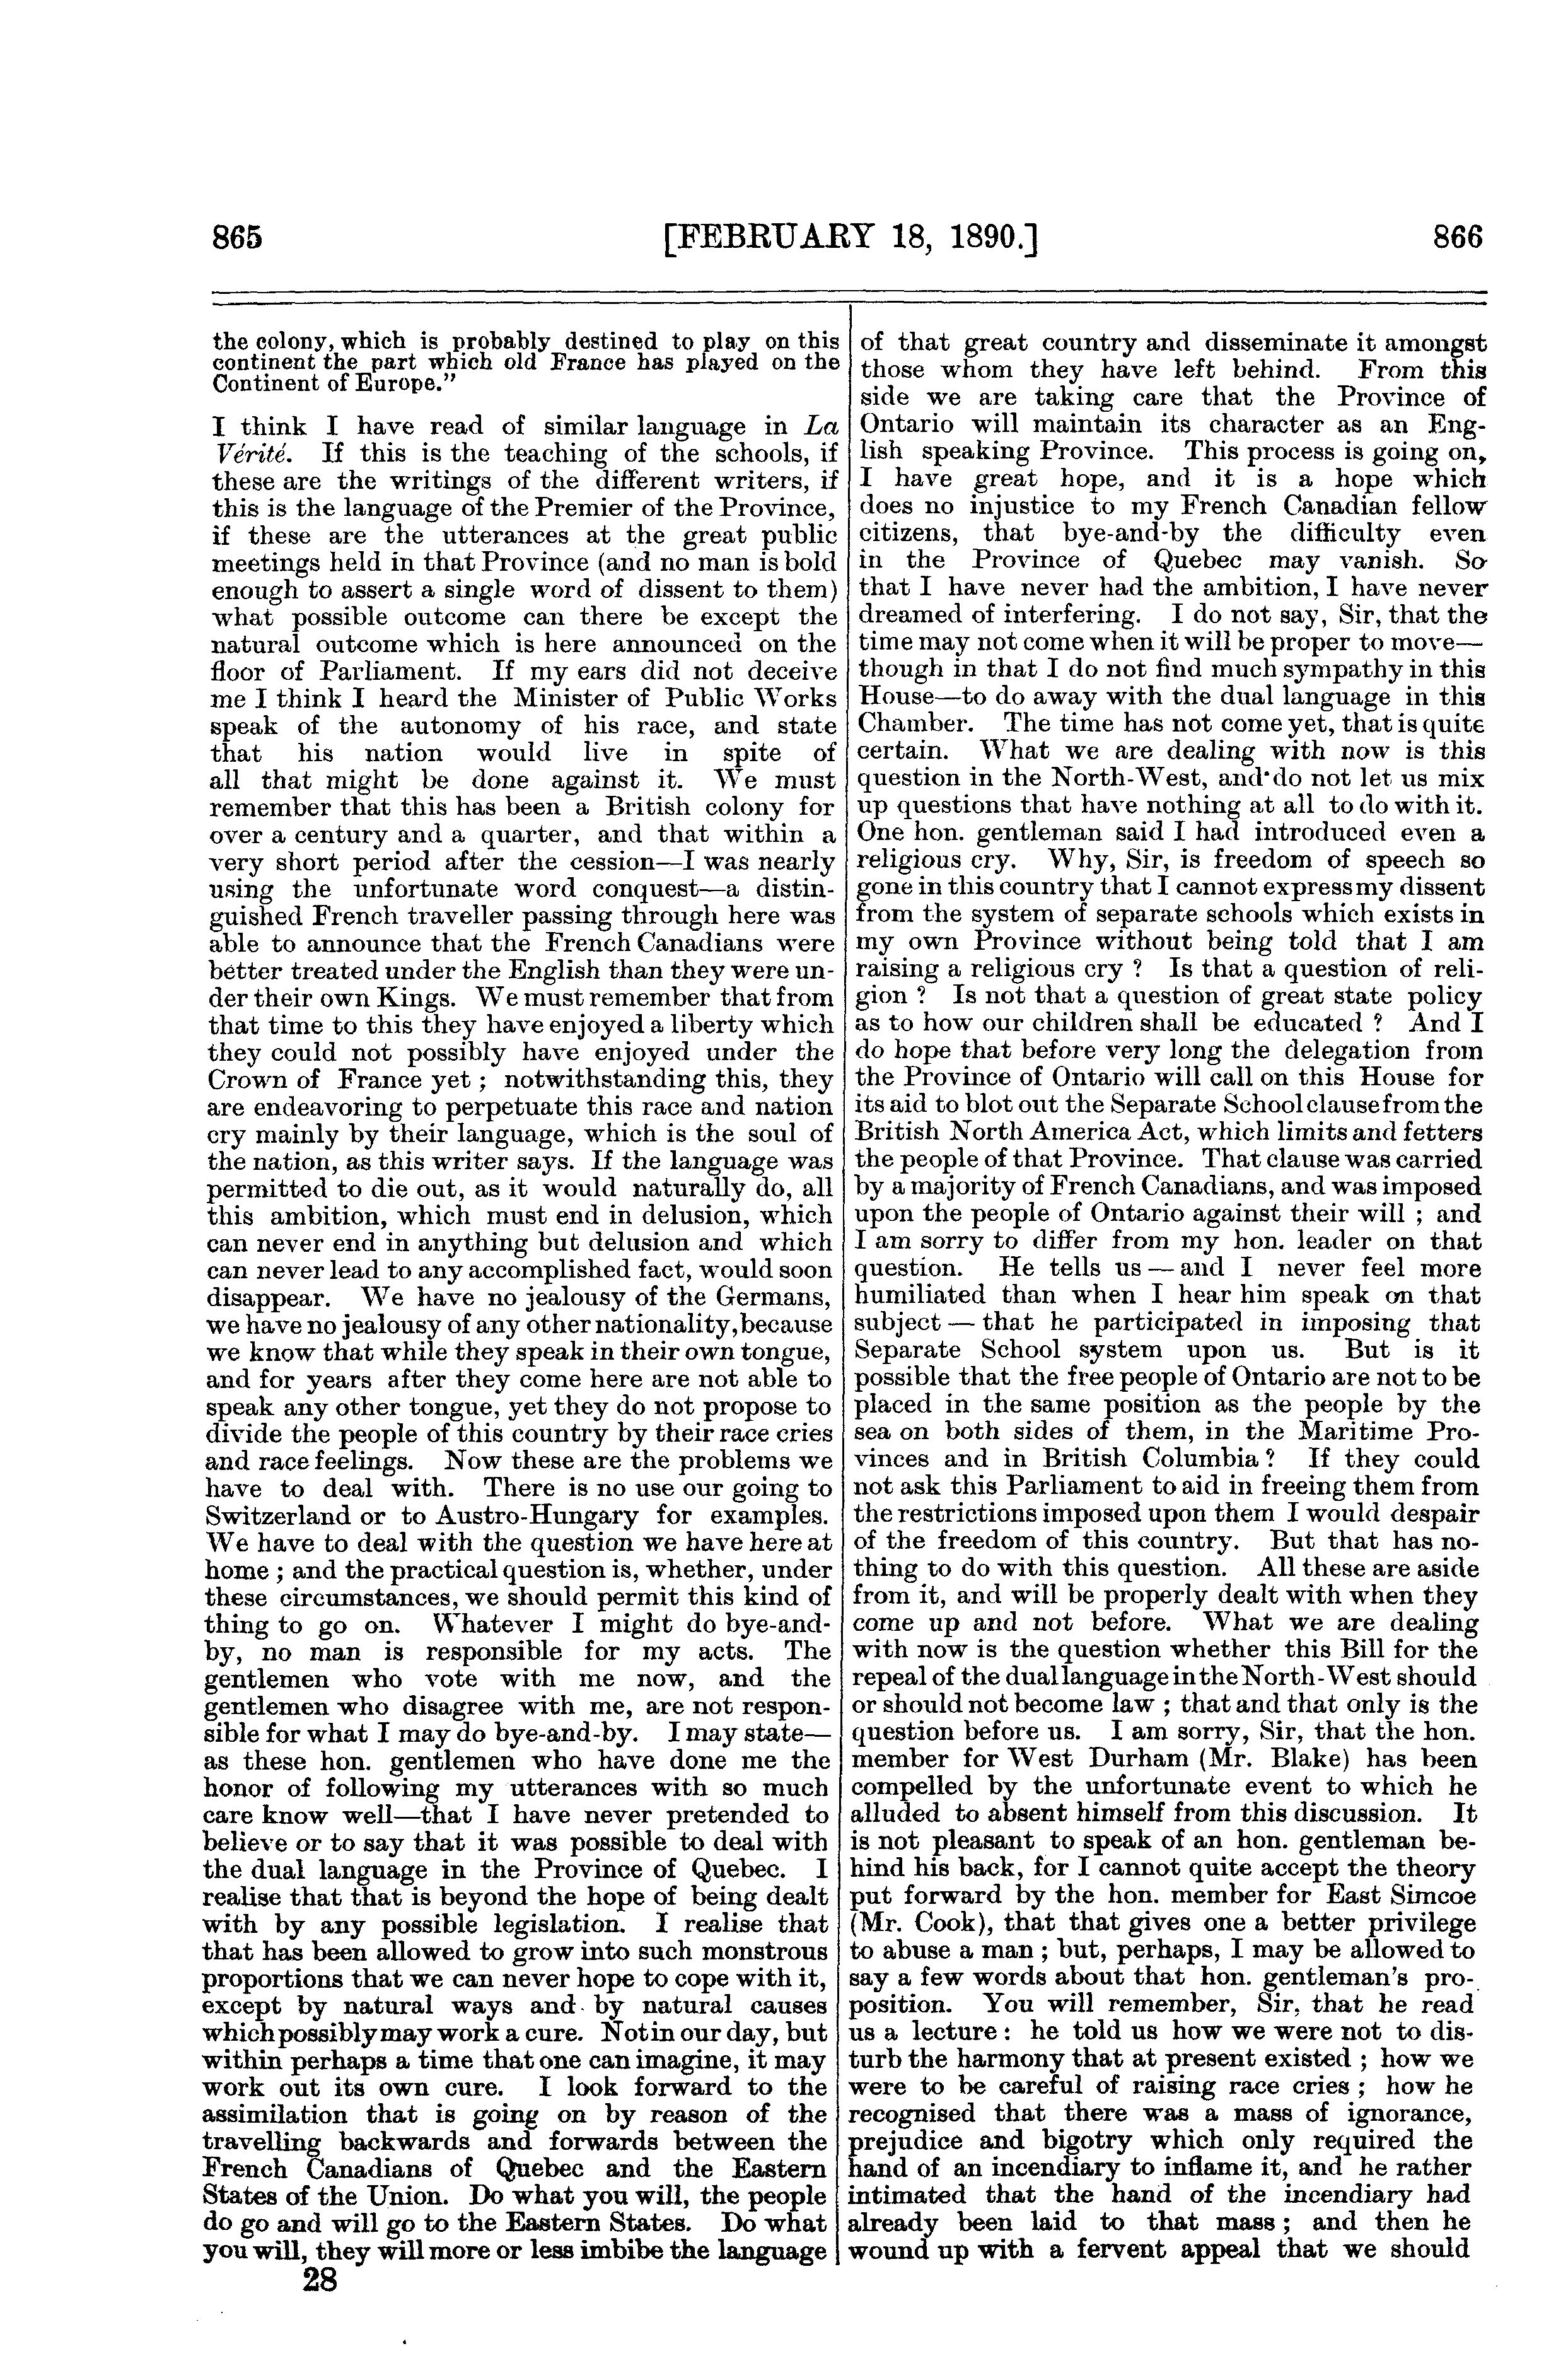 865
[FEBRUARY 18, 1890.]
866
the colony, which is probably destined to play on this
continent the part which old France has played on the
Continent of Europe."
I think I have read of similar language in La
Vérité. If this is the teaching of the schools, if
these are the writings of the different writers, if
this is the language of the Premier of the Province,
if these are the utterances at the great public
meetings held in that Province (and no man is bold
enough to assert a single word of dissent to them)
what possible outcome can there be except the
natural outcome which is here announced on the
floor of Parliament. If my ears did not deceive
me I think I heard the Minister of Public Works
speak of the autonomy of his race, and state
that his nation would live in spite of
all that might be done against it. We must
remember that this has been a British colony for
over a century and a quarter, and that within a
very short period after the cession—I was nearly
using the unfortunate word conquest—a distin-
guished French traveller passing through here was
able to announce that the French Canadians were
better treated under the English than they were un-
der their own Kings. We must remember that from
that time to this they have enjoyed a liberty which
they could not possibly have enjoyed under the
Crown of France yet ; notwithstanding this, they
are endeavoring to perpetuate this race and nation
cry mainly by their language, which is the soul of
the nation, as this writer says. If the language was
permitted to die out, as it would naturally do, all
this ambition, which must end in delusion, which
can never end in anything but delusion and which
can never lead to any accomplished fact, would soon
disappear. We have no jealousy of the Germans,
we have no jealousy of any other nationality, because
we know that while they speak in their own tongue,
and for years after they come here are not able to
speak any other tongue, yet they do not propose to
divide the people of this country by their race cries
and race feelings. Now these are the problems we
have to deal with. There is no use our going to
Switzerland or to Austro-Hungary for examples.
We have to deal with the question we have here at
home ; and the practical question is, whether, under
these circumstances, we should permit this kind of
thing to go on. Whatever I might do bye-and-
by, no man is responsible for my acts. The
gentlemen who vote with me now, and the
gentlemen who disagree with me, are not respon-
sible for what I may do bye-and-by. I may state—
as these hon. gentlemen who have done me the
honor of following my utterances with so much
care know well—that I have never pretended to
believe or to say that it was possible to deal with
the dual language in the Province of Quebec. I
realise that that is beyond the hope of being dealt
with by any possible legislation. I realise that
that has been allowed to grow into such monstrous
proportions that we can never hope to cope with it,
except by natural ways and by natural causes
which possibly may work a cure. Not in our day, but
within perhaps a time that one can imagine, it may
work out its own cure. I look forward to the
assimilation that is going on by reason of the
travelling backwards and forwards between the
French Canadians of Quebec and the Eastern
States of the Union. Do what you will, the people
do go and will go to the Eastern States. Do what
you will, they will more or less imbibe the language
28
of that great country and disseminate it amongst
those whom they have left behind. From this
side we are taking care that the Province of
Ontario will maintain its character as an Eng-
lish speaking Province. This process is going on,
I have great hope, and it is a hope which
does no injustice to my French Canadian fellow
citizens, that bye-and-by the difficulty even
in the Province of Quebec may vanish. So
that I have never had the ambition, I have never
dreamed of interfering. I do not say, Sir, that the
time may not come when it will be proper to move—
though in that I do not find much sympathy in this
House—to do away with the dual language in this
Chamber. The time has not come yet, that is quite
certain. What we are dealing with now is this
question in the North-West, and do not let us mix
up questions that have nothing at all to do with it.
One hon. gentleman said I had introduced even a
religious cry. Why, Sir, is freedom of speech so
gone in this country that I cannot express my dissent
from the system of separate schools which exists in
my own Province without being told that I am
raising a religious cry ? Is that a question of reli-
gion ? Is not that a question of great state policy
as to how our children shall be educated ? And I
do hope that before very long the delegation from
the Province of Ontario will call on this House for
its aid to blot out the Separate School clause from the
British North America Act, which limits and fetters
the people of that Province. That clause was carried
by a majority of French Canadians, and was imposed
upon the people of Ontario against their will ; and
I am sorry to differ from my hon. leader on that
question. He tells us — and I never feel more
humiliated than when I hear him speak on that
subject — that he participated in imposing that
Separate School system upon us. But is it
possible that the free people of Ontario are not to be
placed in the same position as the people by the
sea on both sides of them, in the Maritime Pro-
vinces and in British Columbia ? If they could
not ask this Parliament to aid in freeing them from
the restrictions imposed upon them I would despair
of the freedom of this country. But that has no-
thing to do with this question. All these are aside
from it, and will be properly dealt with when they
come up and not before. What we are dealing
with now is the question whether this Bill for the
repeal of the dual language in the North-West should
or should not become law ; that and that only is the
question before us. I am sorry, Sir, that the hon.
member for West Durham (Mr. Blake) has been
compelled by the unfortunate event to which he
alluded to absent himself from this discussion. It
is not pleasant to speak of an hon. gentleman be-
hind his back, for I cannot quite accept the theory
put forward by the hon. member for East Simcoe
(Mr. Cook), that that gives one a better privilege
to abuse a man ; but, perhaps, I may be allowed to
say a few words about that hon. gentleman's pro-
position. You will remember, Sir, that he read
us a lecture : he told us how we were not to dis-
turb the harmony that at present existed ; how we
were to be careful of raising race cries ; how he
recognised that there was a mass of ignorance,
prejudice and bigotry which only required the
hand of an incendiary to inflame it, and he rather
intimated that the hand of the incendiary had
already been laid to that mass ; and then he
wound up with a fervent appeal that we should